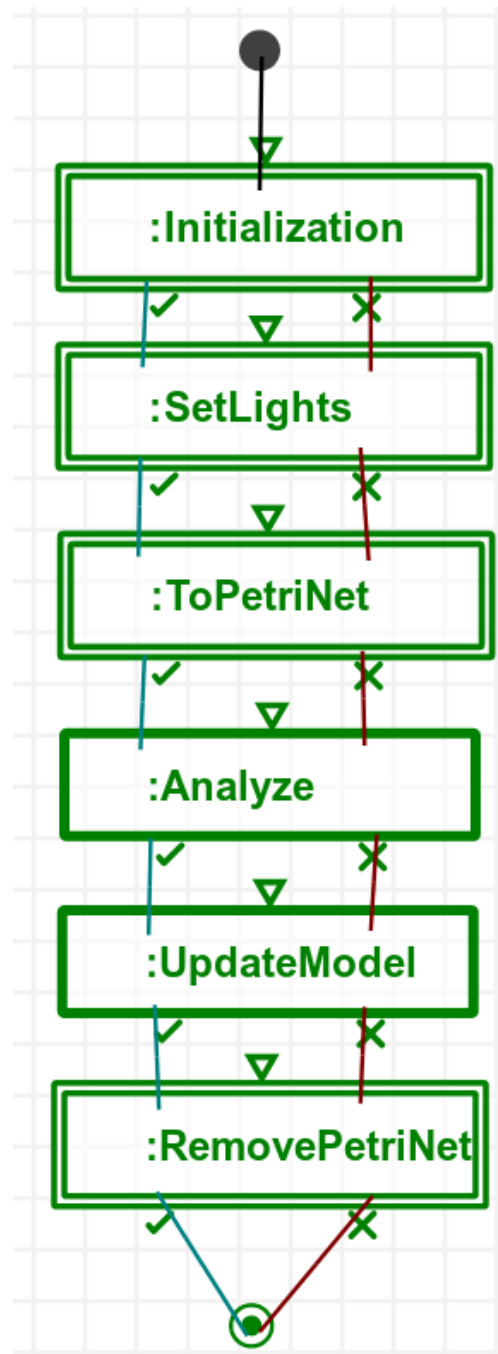 :Initialization
:SetLights
:ToPetriNet
:Analyze
:UpdateModel
:RemovePetriNet